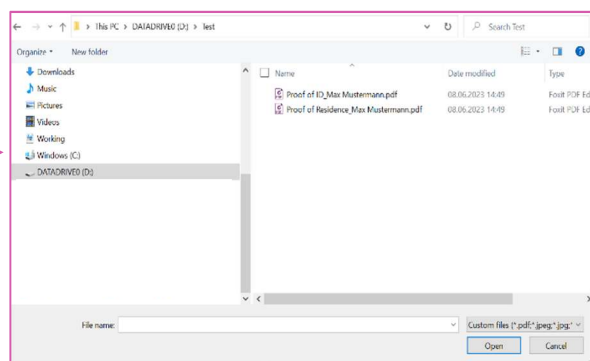 This PC > DATADRIVE0 (D:) > Test
Search Test
Organize
New folder
Downloads
Music
Pictures
Videos
Working
Windows (C:)
DATADRIVE0 (D:)
Name
Date modified
Type
Proof of ID_Max Mustermann.pdf
08.06.2023 14:49
Foxit PDF Ed
Proof of Residence_Max Mustermann.pdf
08.06.2023 14:49
Foxit PDF Ed
File name:
Custom files (*.pdf;*.jpeg;*.jpg;*
Open
Cancel